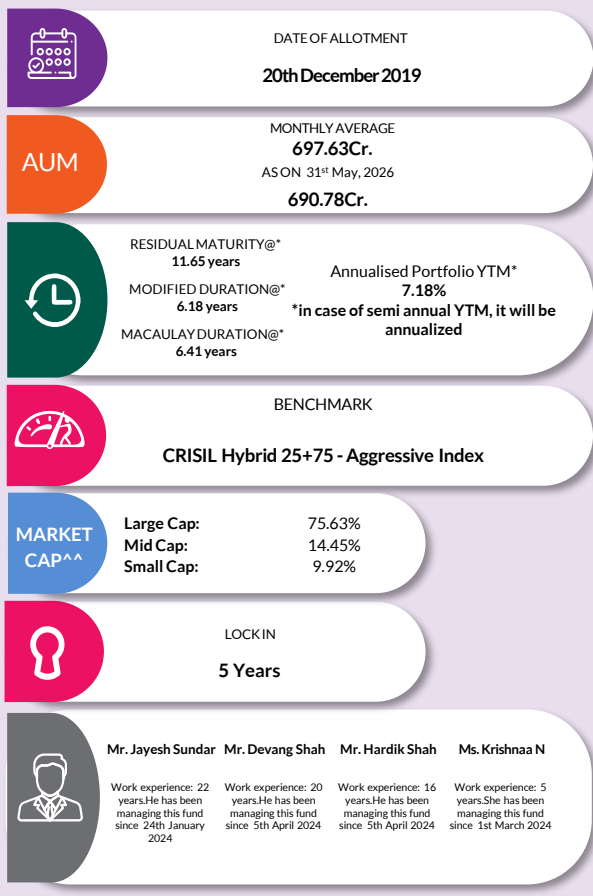 DATE OF ALLOTMENT
20th December 2019
AUM
MONTHLY AVERAGE
697.63Cr.
AS ON 31st May, 2026
690.78Cr.
RESIDUAL MATURITY@*
11.65 years
MODIFIED DURATION@*
6.18 years
MACAULAY DURATION@*
6.41 years
Annualised Portfolio YTM*
7.18%
*in case of semi annual YTM, it will be
annualized
BENCHMARK
CRISIL Hybrid 25+75 - Aggressive Index
MARKET
CAP^^
Large Cap: 75.63%
Mid Cap: 14.45%
Small Cap: 9.92%
LOCK IN
5 Years
Mr. Jayesh Sundar
Work experience: 22
years.He has been
managing this fund
since 24th January
2024
Mr. Devang Shah
Work experience: 20
years.He has been
managing this fund
since 5th April 2024
Mr. Hardik Shah
Work experience: 16
years.He has been
managing this fund
since 5th April 2024
Ms. Krishnaa N
Work experience: 5
years.She has been
managing this fund
since 1st March 2024